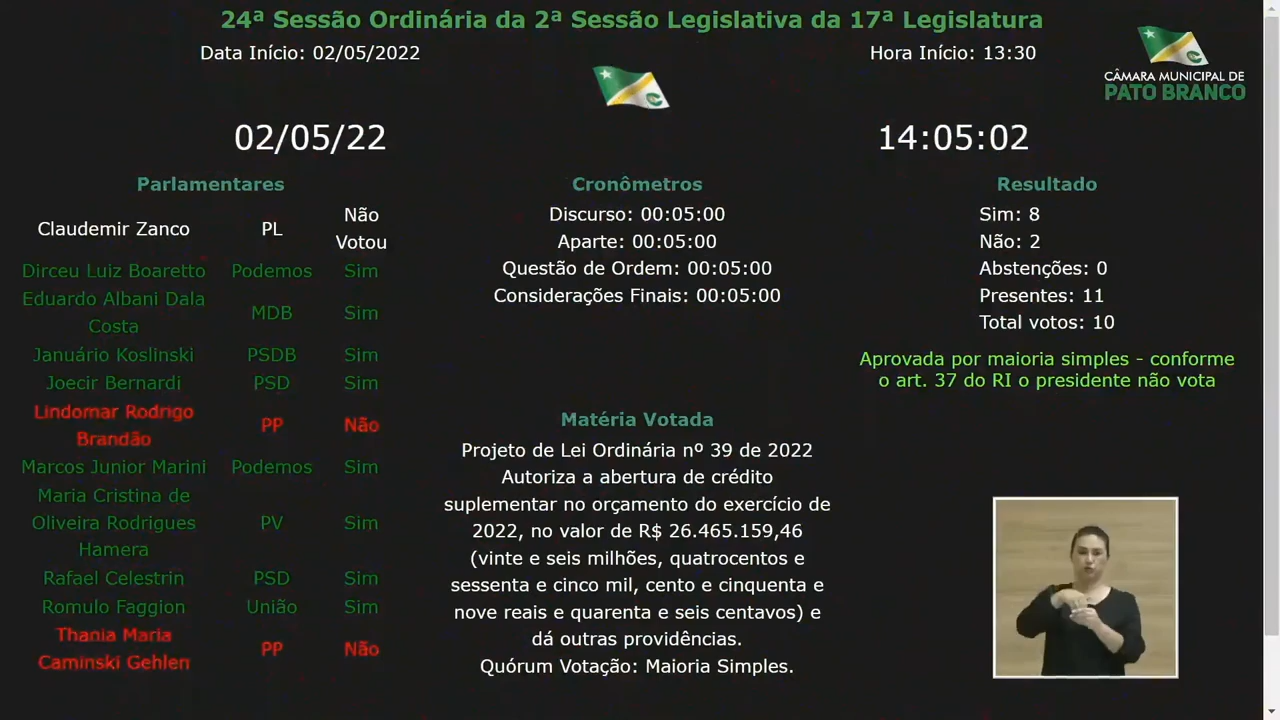 24ª Sessão Ordinária da 2ª Sessão Legislativa da 17ª Legislatura
Data Início: 02/05/2022
Hora Início: 13:30
CÂMARA MUNICIPAL DE
PATO BRANCO
02/05/22
14:05:02
Parlamentares
Claudemir Zanco PL Não Votou
Dirceu Luiz Boaretto Podemos Sim
Eduardo Albani Dala
Costa MDB Sim
Januário Koslinski PSDB Sim
Joecir Bernardi PSD Sim
Lindomar Rodrigo
Brandão PP Não
Marcos Junior Marini Podemos Sim
Maria Cristina de
Oliveira Rodrigues PV Sim
Hamera
Rafael Celestrin PSD Sim
Romulo Faggion União Sim
Thania Maria
Caminski Gehlen PP Não
Cronômetros
Discurso: 00:05:00
Aparte: 00:05:00
Questão de Ordem: 00:05:00
Considerações Finais: 00:05:00
Matéria Votada
Projeto de Lei Ordinária nº 39 de 2022
Autoriza a abertura de crédito
suplementar no orçamento do exercício de
2022, no valor de R$ 26.465.159,46
(vinte e seis milhões, quatrocentos e
sessenta e cinco mil, cento e cinquenta e
nove reais e quarenta e seis centavos) e
dá outras providências.
Quórum Votação: Maioria Simples.
Resultado
Sim: 8
Não: 2
Abstenções: 0
Presentes: 11
Total votos: 10
Aprovada por maioria simples - conforme
o art. 37 do RI o presidente não vota